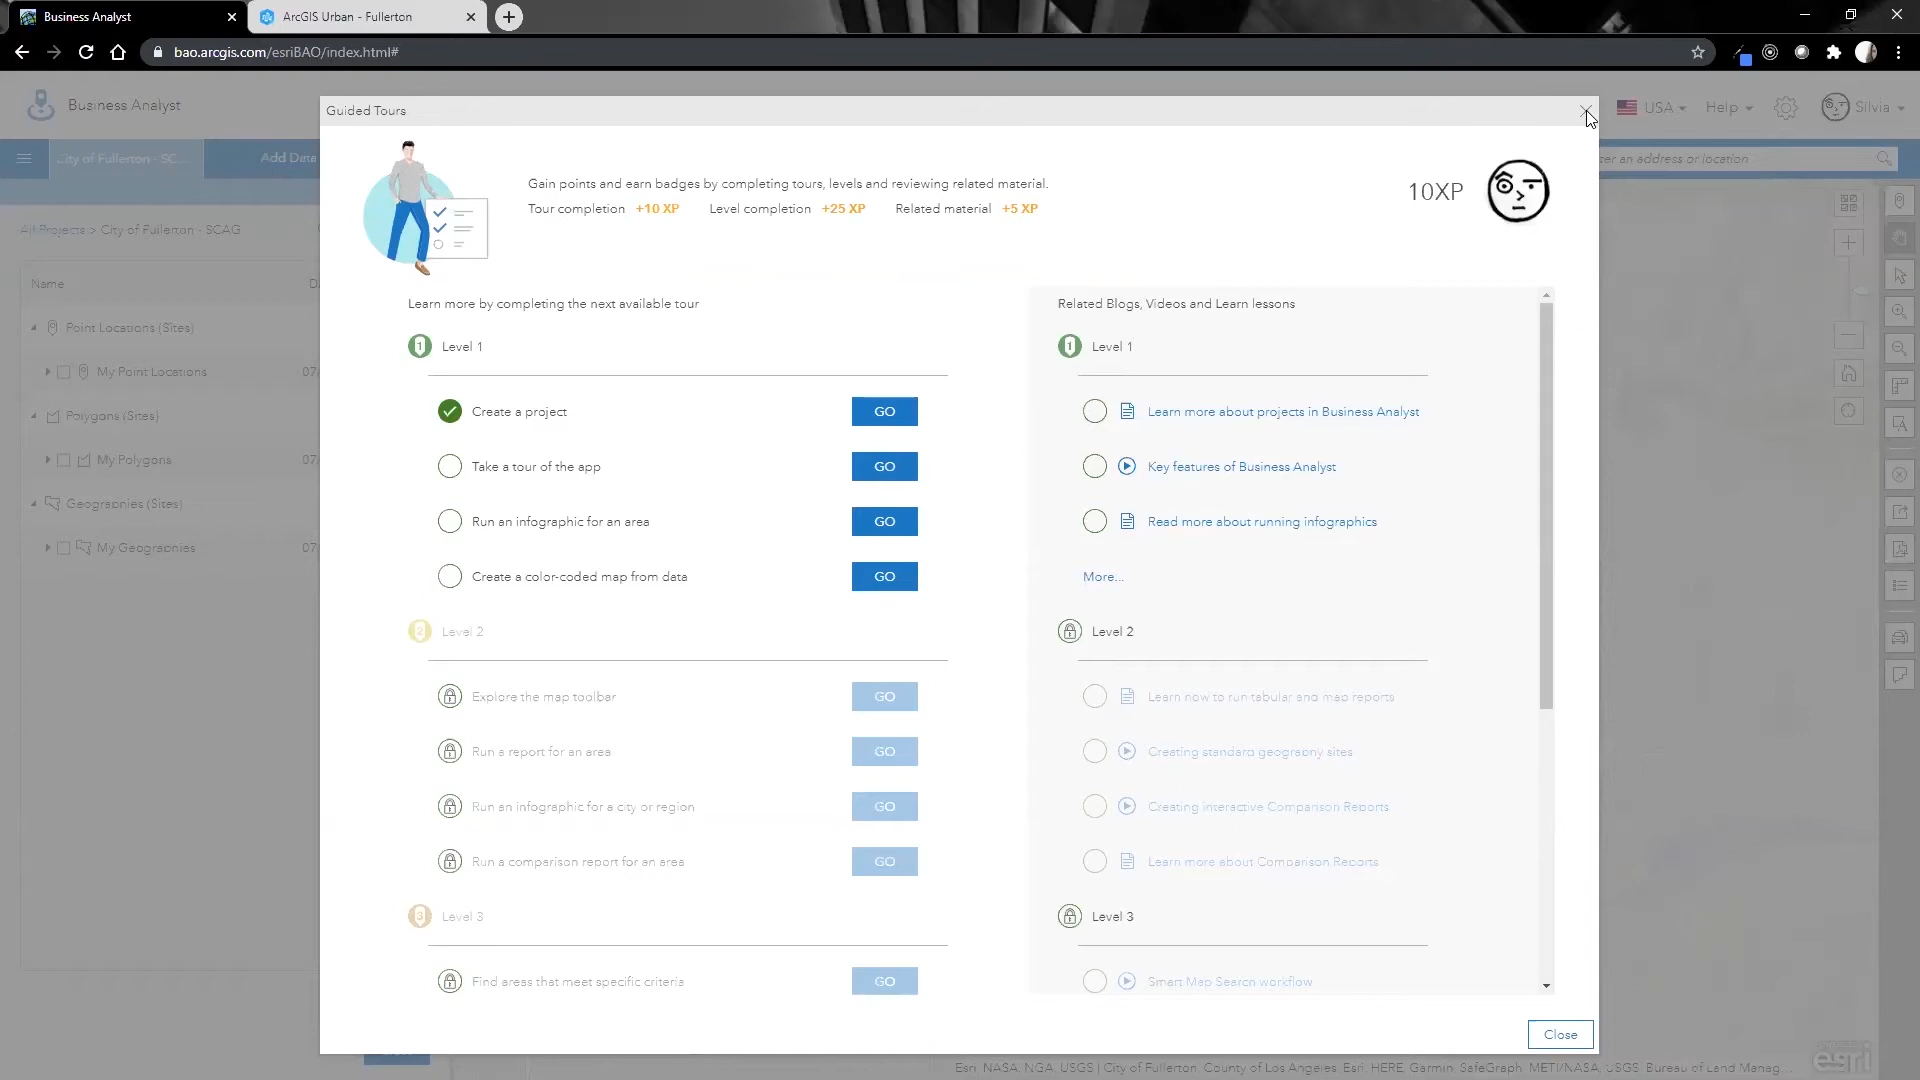 Business Analyst
ArcGIS Urban - Fullerton
bao.arcgis.com/esriBAO/index.html#
Business Analyst
USA
Help
Silvia
City of Fullerton - SC...
Add Data
er an address or location
All Projects > City of Fullerton - SCAG
Name
Point Locations (Sites)
My Point Locations
07/
Polygons (Sites)
My Polygons
07/
Geographies (Sites)
My Geographies
07
Guided Tours
Gain points and earn badges by completing tours, levels and reviewing related material.
Tour completion +10 XP Level completion +25 XP Related material +5 XP
10XP
Learn more by completing the next available tour
1 Level 1
Create a project GO
Take a tour of the app GO
Run an infographic for an area GO
Create a color-coded map from data GO
2 Level 2
Explore the map toolbar GO
Run a report for an area GO
Run an infographic for a city or region GO
Run a comparison report for an area GO
3 Level 3
Find areas that meet specific criteria GO
Related Blogs, Videos and Learn lessons
1 Level 1
Learn more about projects in Business Analyst
Key features of Business Analyst
Read more about running infographics
More...
Level 2
Learn how to run tabular and map reports
Creating standard geography sites
Creating interactive Comparison Reports
Learn more about Comparison Reports
Level 3
Smart Map Search workflow
Close
Esri, NASA, NGA, USGS | City of Fullerton, County of Los Angeles, Esri, HERE, Garmin, SafeGraph, METI/NASA, USGS, Bureau of Land Manag...
esri